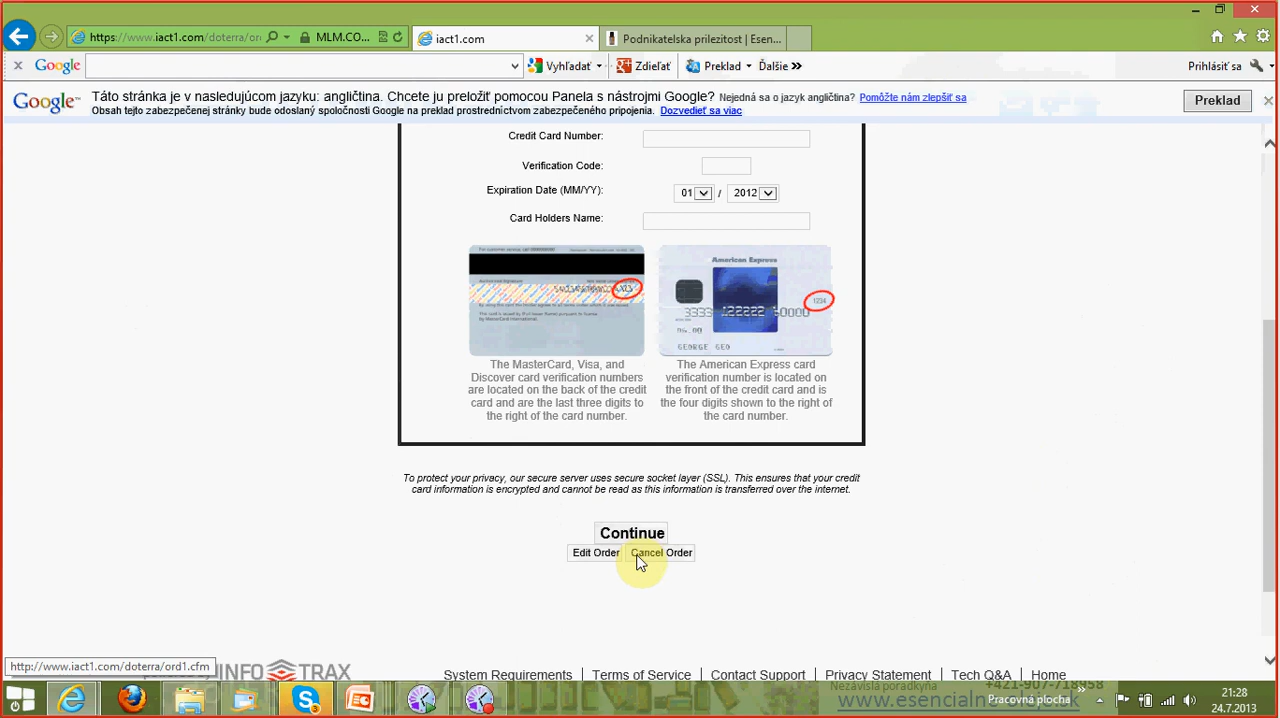 https://www.iact1.com/doterra/or
MLM.CO...
iact1.com
Podnikatelska prilezitost | Esen...
Google
Vyhľadať
Zdieľať
Preklad
Ďalšie »
Prihlásiť sa
Google™
Táto stránka je v nasledujúcom jazyku: angličtina. Chcete ju preložiť pomocou Panela s nástrojmi Google? Nejedná sa o jazyk angličtina? Pomôžte nám zlepšiť sa
Obsah tejto zabezpečenej stránky bude odoslaný spoločnosti Google na preklad prostredníctvom zabezpečeného pripojenia. Dozvedieť sa viac
Preklad
Credit Card Number:
Verification Code:
Expiration Date (MM/YY): 01 / 2012
Card Holders Name:
American Express
1234
GEORGE SEO
The MasterCard, Visa, and
Discover card verification numbers
are located on the back of the credit
card and are the last three digits to
the right of the card number.
The American Express card
verification number is located on
the front of the credit card and is
the four digits shown to the right of
the card number.
To protect your privacy, our secure server uses secure socket layer (SSL). This ensures that your credit
card information is encrypted and cannot be read as this information is transferred over the internet.
Continue
Edit Order Cancel Order
http://www.iact1.com/doterra/ord1.cfm
INFO TRAX
System Requirements | Terms of Service | Contact Support | Privacy Statement | Tech Q&A | Home
Nezávislá poradkyňa
+421-907-718958
Pracovná plocha »
21:28
24.7.2013